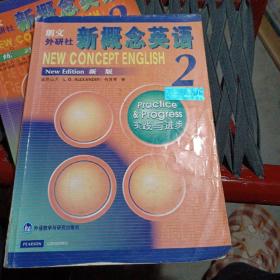 朗文
外研社
新概念英语
NEW CONCEPT ENGLISH
New Edition 新版
2
L. G. ALEXANDER
Practice
& Progress
实践与进步
外语教学与研究出版社
PEARSON